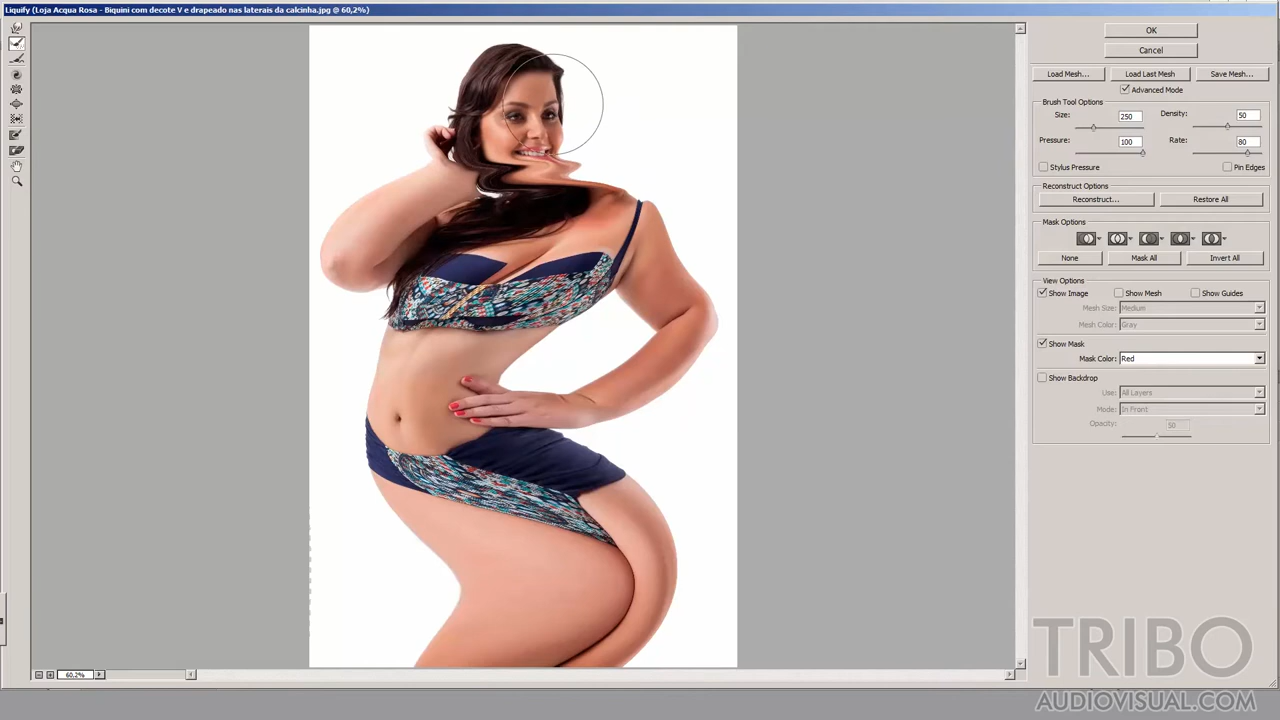 Liquify (Loja Acqua Rosa - Biquini com decote V e drapeado nas laterais da calcinha.jpg @ 60,2%)
OK
Cancel
Load Mesh... Load Last Mesh Save Mesh...
Advanced Mode
Brush Tool Options
Size: 250 Density: 50
Pressure: 100 Rate: 80
Stylus Pressure Pin Edges
Reconstruct Options
Reconstruct... Restore All
Mask Options
None Mask All Invert All
View Options
Show Image Show Mesh Show Guides
Mesh Size: Medium
Mesh Color: Gray
Show Mask
Mask Color: Red
Show Backdrop
Use: All Layers
Mode: In Front
Opacity: 50
60,2%
TRIBO
AUDIOVISUAL.COM